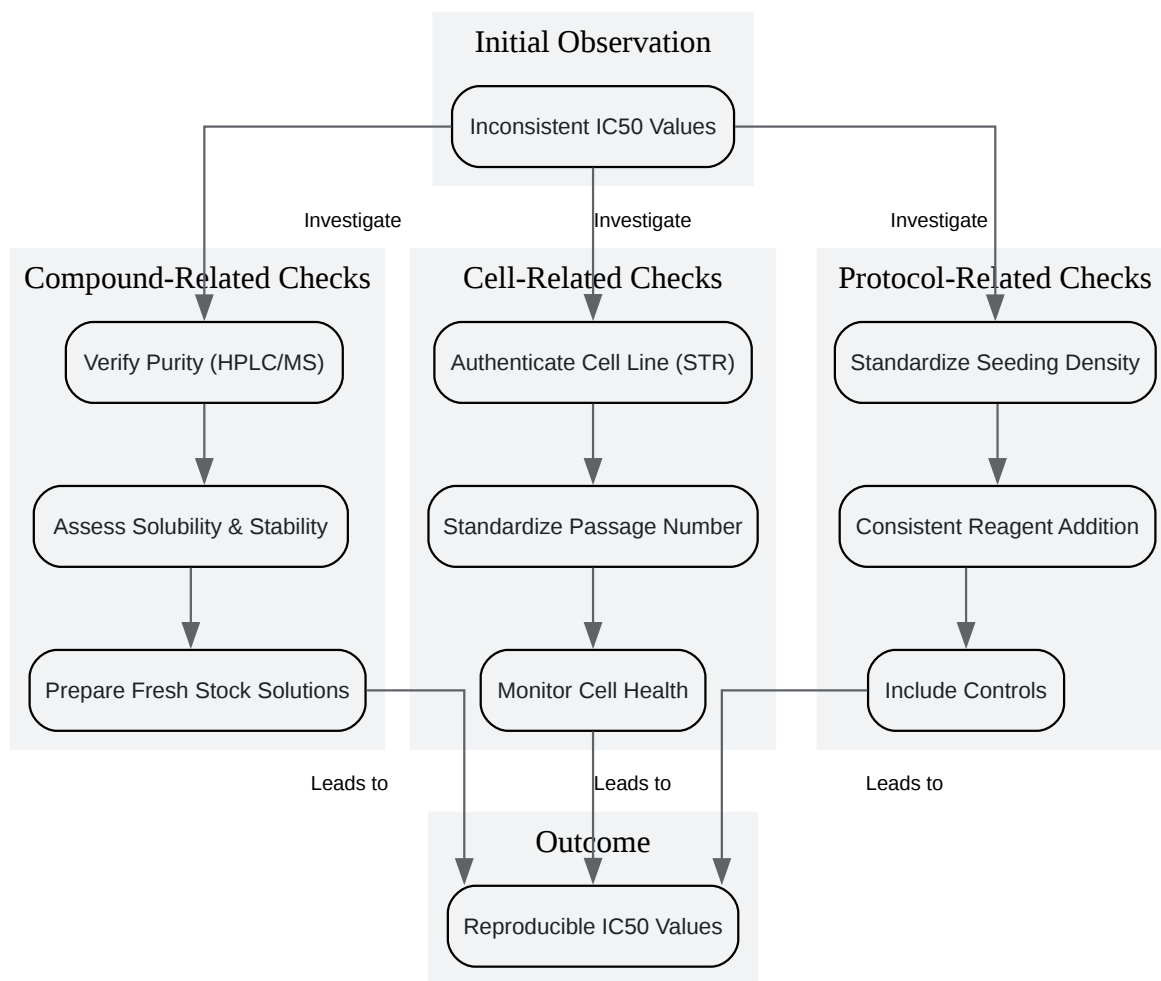 Initial Observation
Inconsistent IC50 Values
Investigate
Investigate
Investigate
Compound-Related Checks
Cell-Related Checks
Protocol-Related Checks
Verify Purity (HPLC/MS)
Authenticate Cell Line (STR)
Standardize Seeding Density
Assess Solubility & Stability
Standardize Passage Number
Consistent Reagent Addition
Prepare Fresh Stock Solutions
Monitor Cell Health
Include Controls
Leads to
Leads to
Leads to
Outcome
Reproducible IC50 Values